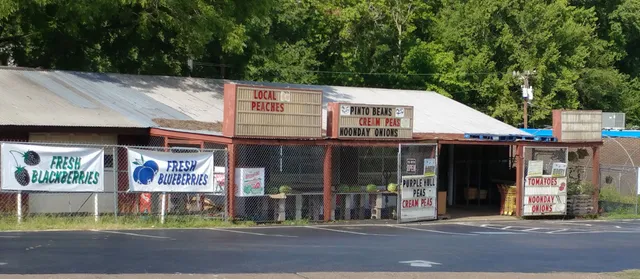 FRESH
BLACKBERRIES
FRESH
BLUEBERRIES
LOCAL
PEACHES
PINTO BEANS
CREAM PEAS
NOONDAY ONIONS
PURPLE HULL
PEAS
CREAM PEAS
TOMATOES
NOONDAY
ONIONS